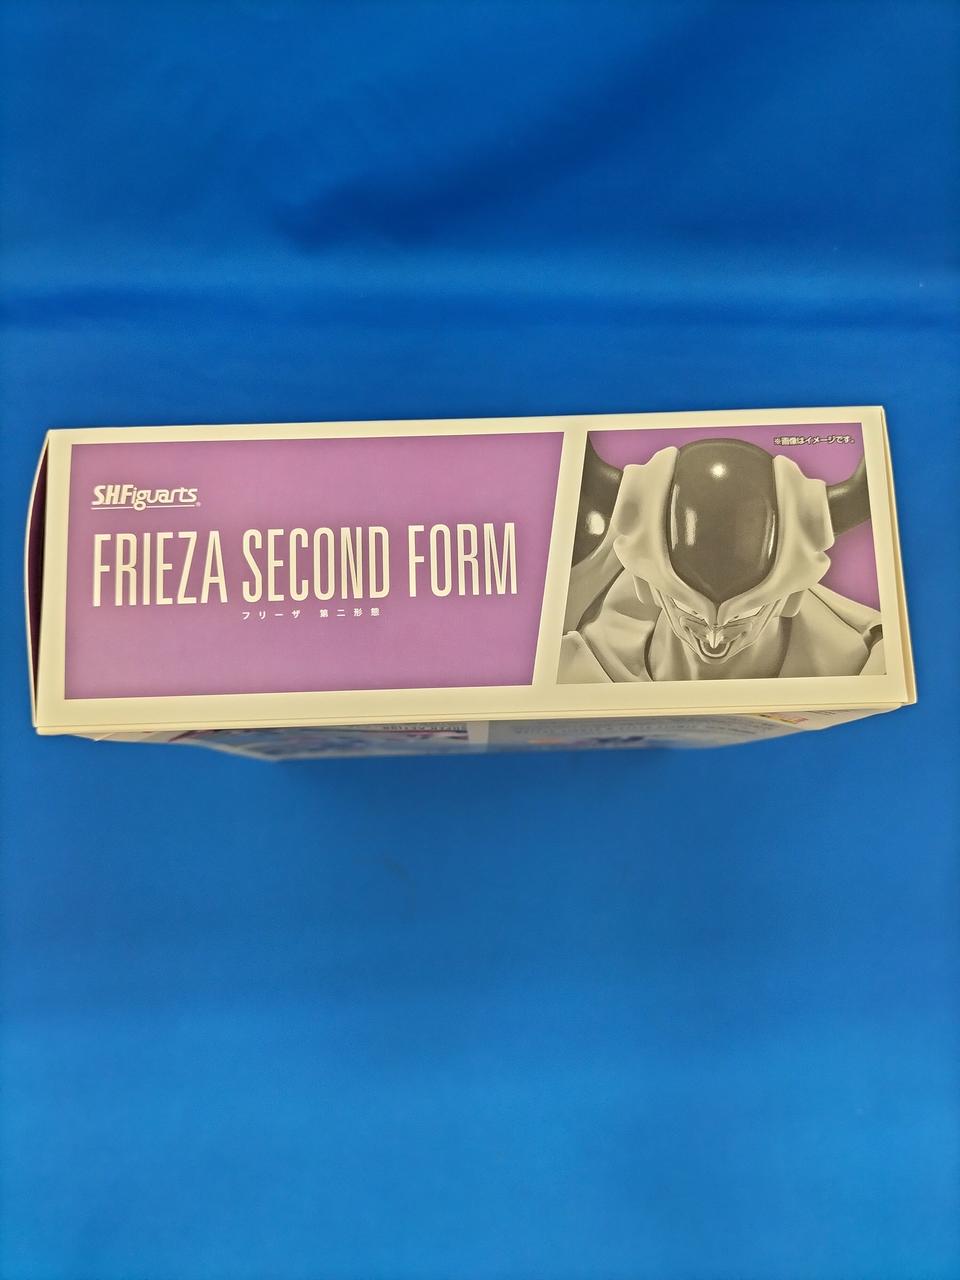 S.H.Figuarts®
FRIEZA SECOND FORM
フリーザ 第二形態
※画像はイメージです。